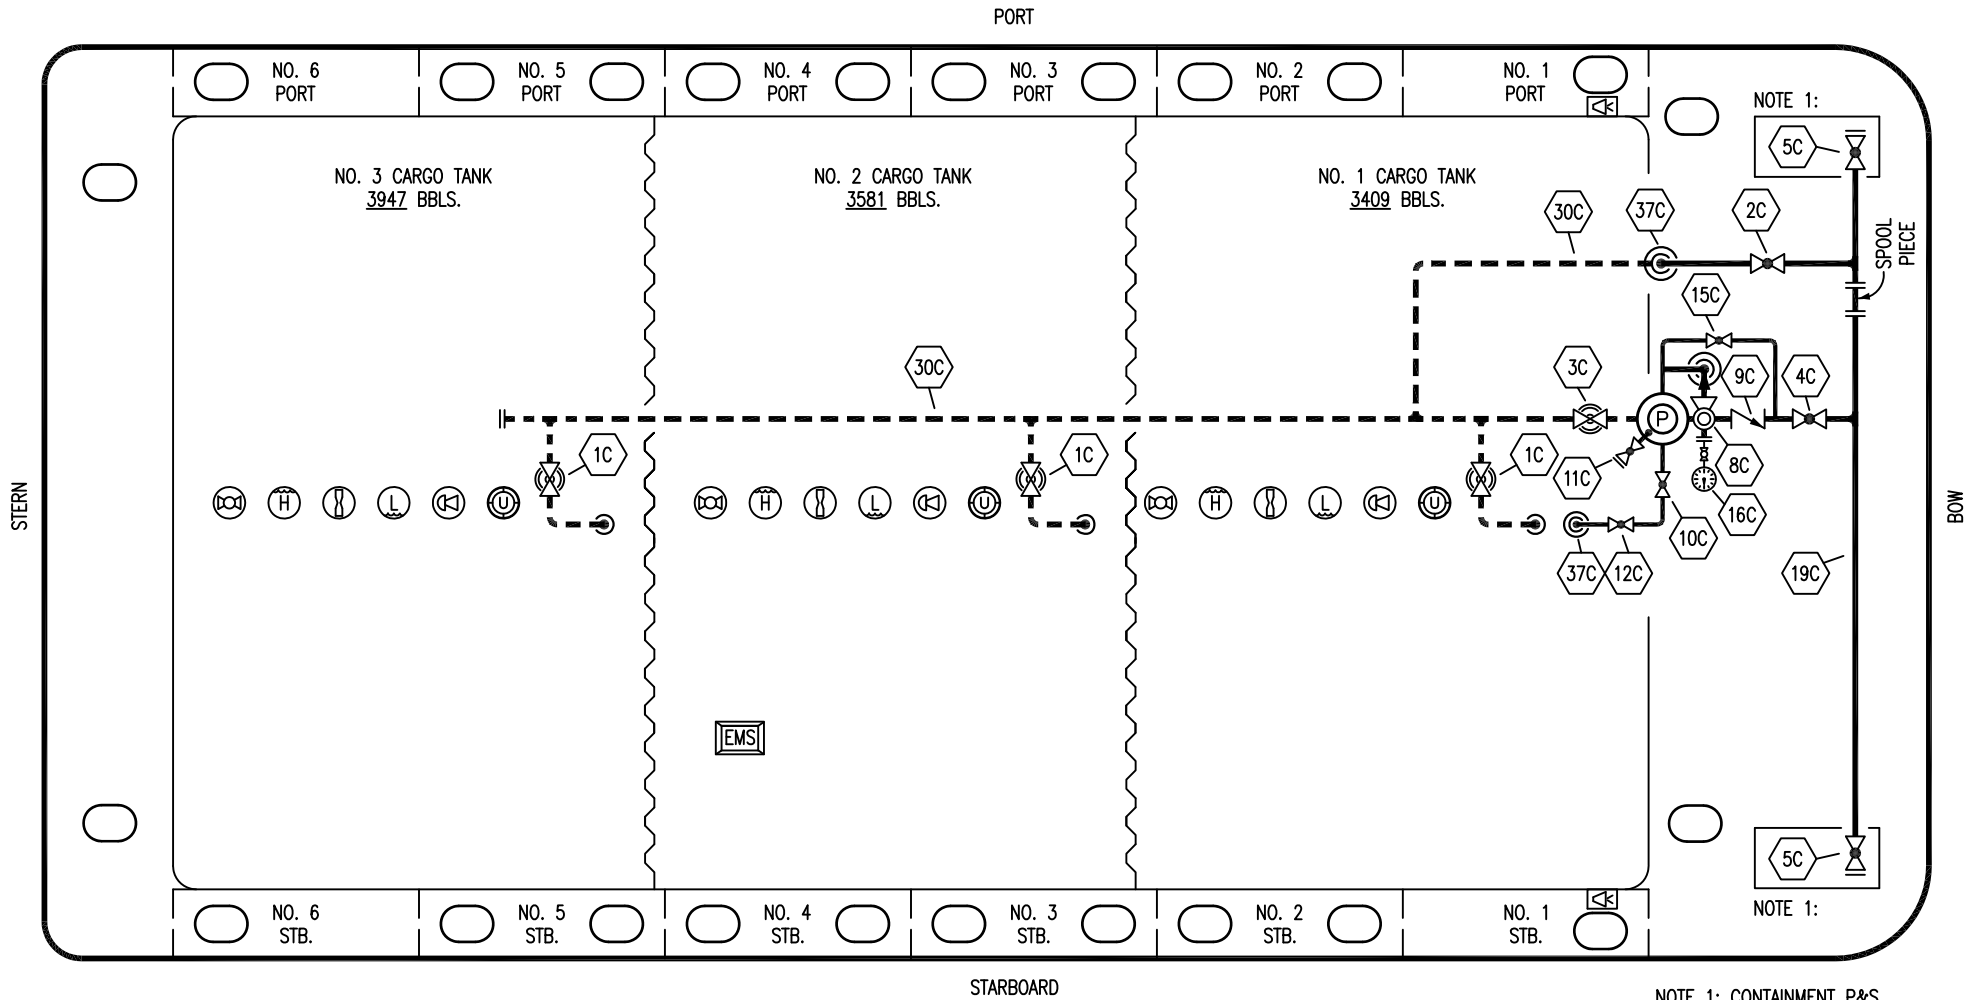 PORT
NO. 6
PORT
NO. 5
PORT
NO. 4
PORT
NO. 3
PORT
NO. 2
PORT
NO. 1
PORT
NOTE 1:
5C
NO. 3 CARGO TANK
3947 BBLS.
NO. 2 CARGO TANK
3581 BBLS.
NO. 1 CARGO TANK
3409 BBLS.
30C
37C
2C
SPOOL
PIECE
15C
30C
3C
9C
4C
P
1C
1C
1C
11C
8C
16C
10C
H
L
U
H
L
U
H
L
U
37C
12C
19C
STERN
BOW
EMS
5C
NOTE 1:
NO. 6
STB.
NO. 5
STB.
NO. 4
STB.
NO. 3
STB.
NO. 2
STB.
NO. 1
STB.
STARBOARD
NOTE 1: CONTAINMENT P&S